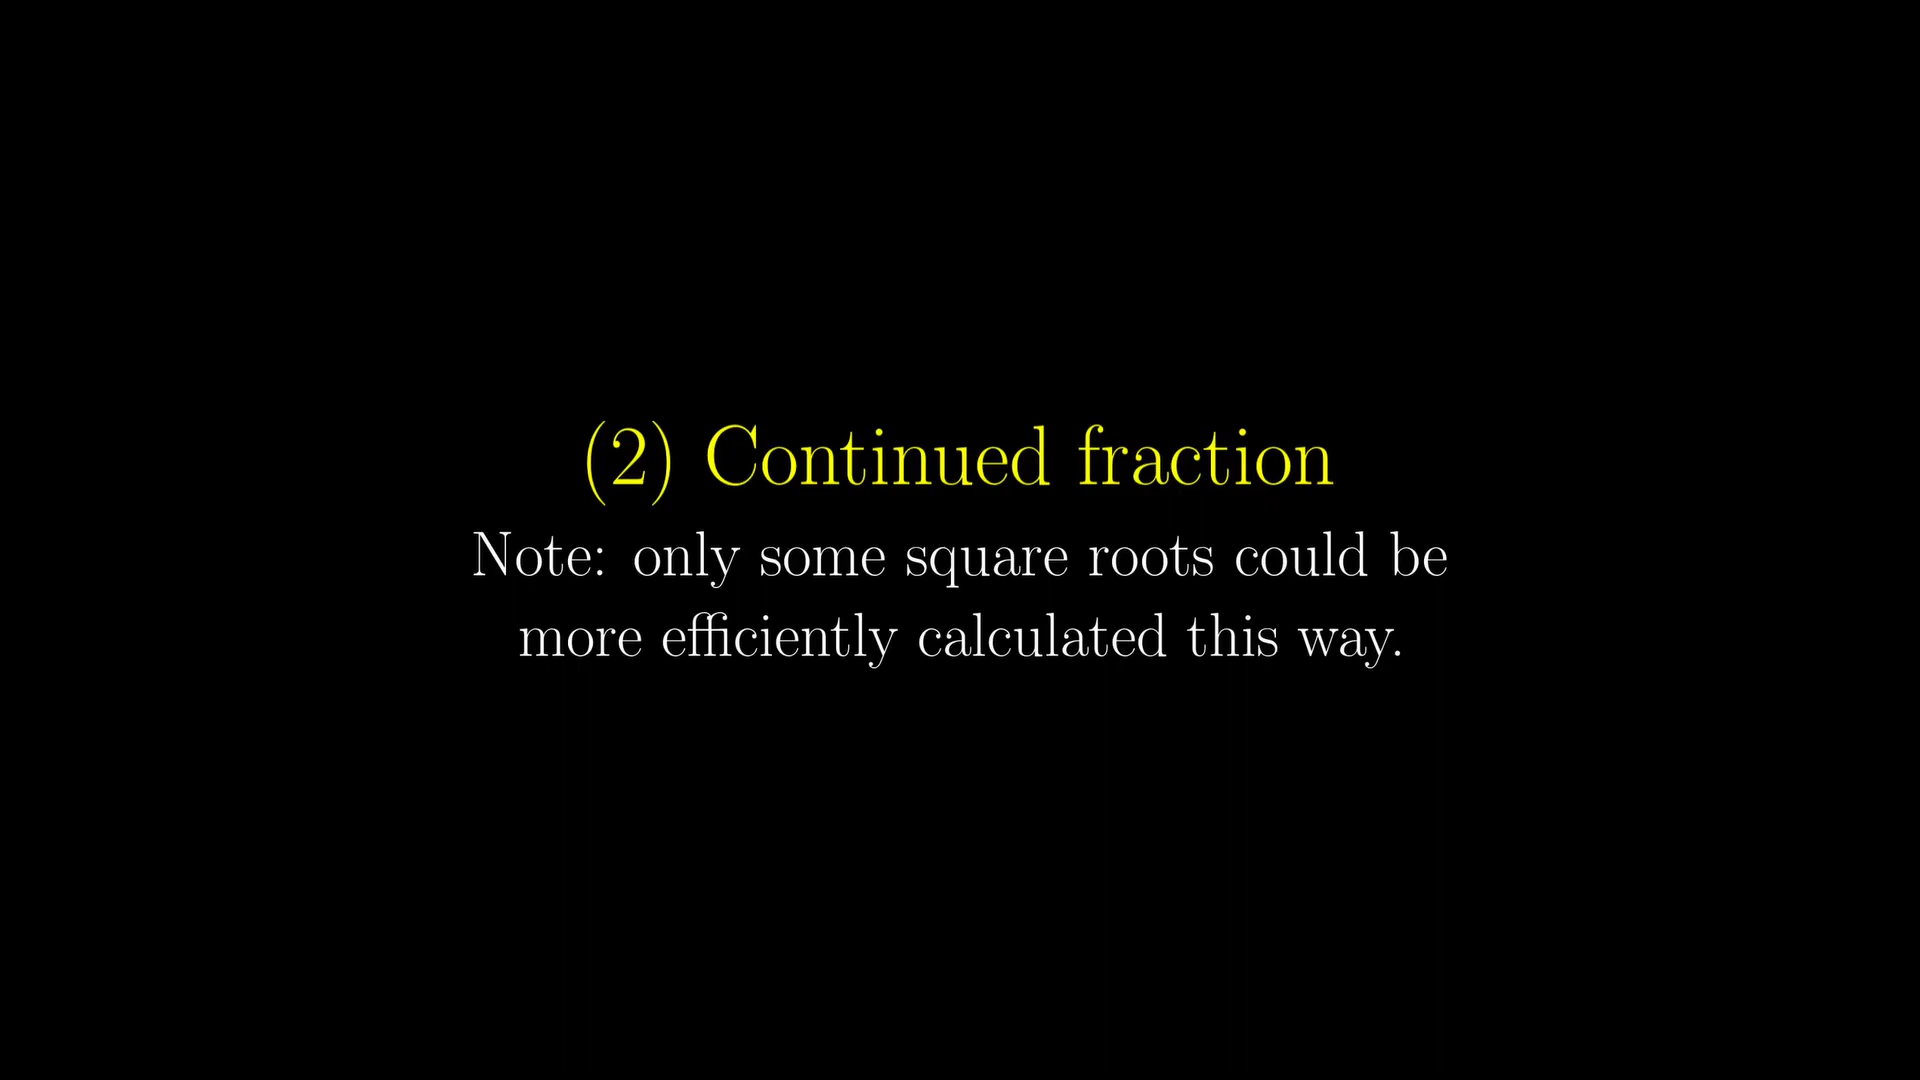 (2) Continued fraction
Note: only some square roots could be
more efficiently calculated this way.